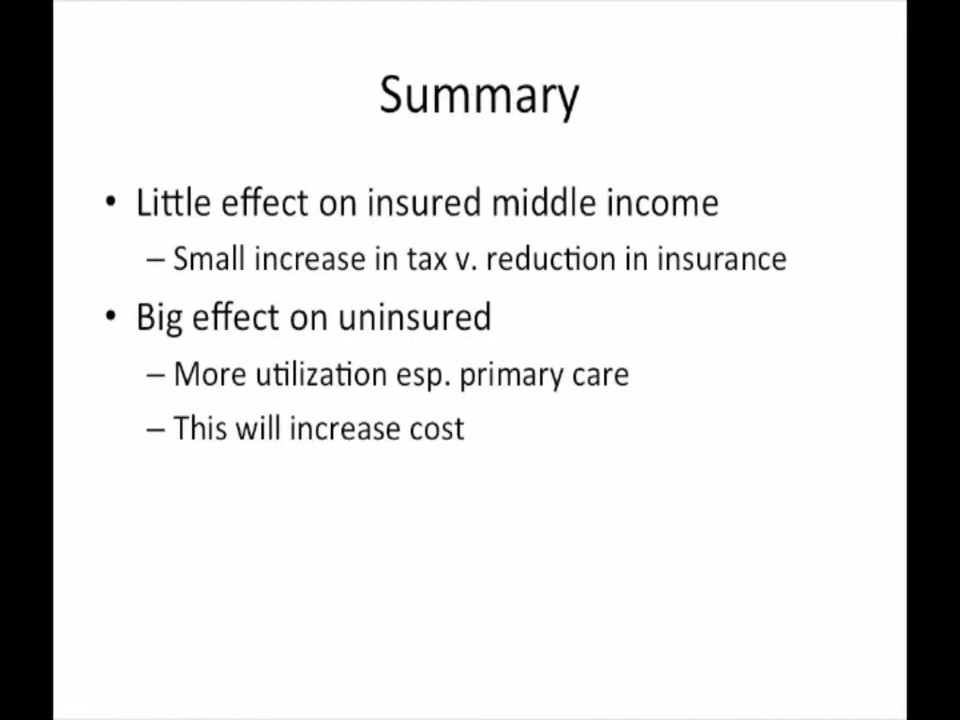 Summary
• Little effect on insured middle income
– Small increase in tax v. reduction in insurance
• Big effect on uninsured
– More utilization esp. primary care
– This will increase cost